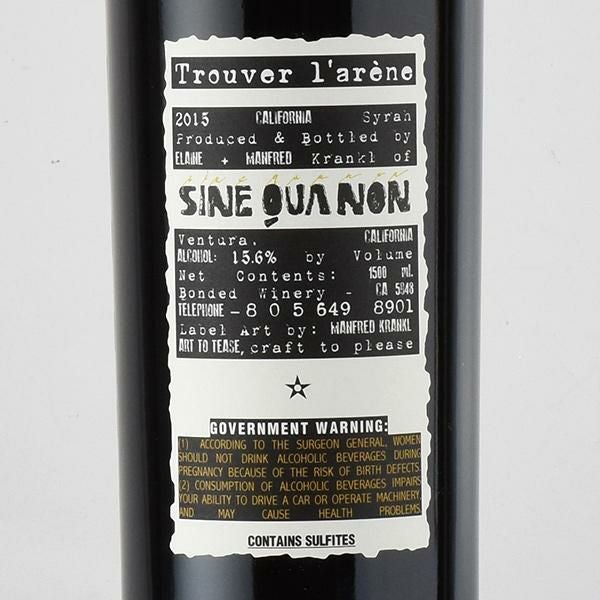 Trouver l'arène
2015 CALIFORNIA Syrah
Produced & Bottled by
ELAINE + MANFRED Krankl of
sine qua non
SINE QUA NON
Ventura, CALIFORNIA
ALCOHOL: 15.6% by Volume
Net Contents: 1500 ml.
Bonded Winery - CA 5848
TELEPHONE - 805 649 8901
Label Art by: MANFRED KRANKL
ART TO TEASE, craft to please
GOVERNMENT WARNING:
(1) ACCORDING TO THE SURGEON GENERAL, WOMEN
SHOULD NOT DRINK ALCOHOLIC BEVERAGES DURING
PREGNANCY BECAUSE OF THE RISK OF BIRTH DEFECTS.
(2) CONSUMPTION OF ALCOHOLIC BEVERAGES IMPAIRS
YOUR ABILITY TO DRIVE A CAR OR OPERATE MACHINERY
AND MAY CAUSE HEALTH PROBLEMS
CONTAINS SULFITES